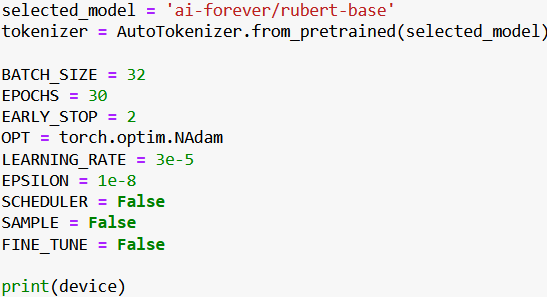 selected_model = 'ai-forever/rubert-base'
tokenizer = AutoTokenizer.from_pretrained(selected_model)
BATCH_SIZE = 32
EPOCHS = 30
EARLY_STOP = 2
OPT = torch.optim.NAdam
LEARNING_RATE = 3e-5
EPSILON = 1e-8
SCHEDULER = False
SAMPLE = False
FINE_TUNE = False
print(device)